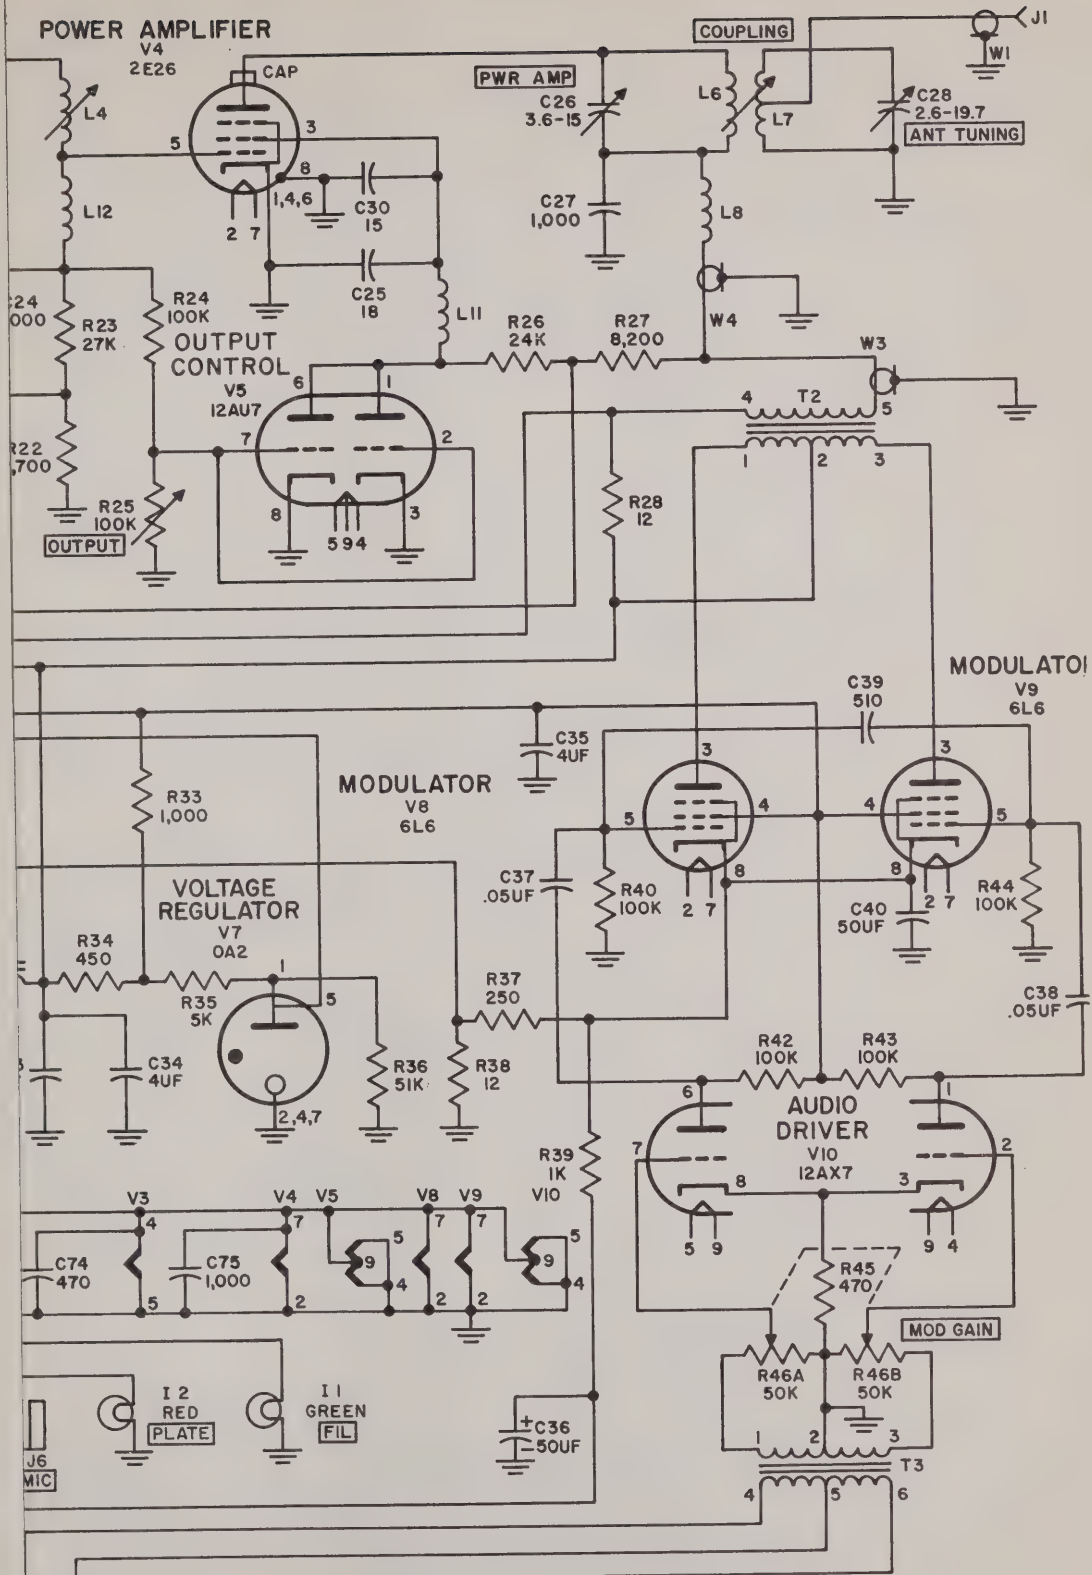 POWER AMPLIFIER
V4
2E26
CAP
L4
5
3
8
1,4,6
2 7
L12
C30
15
C25
18
L11
PWR AMP
C26
3.6-15
C27
1,000
COUPLING
L6
L7
L8
J1
W1
C28
2.6-19.7
ANT TUNING
W4
W3
R23
27K
R24
100K
OUTPUT
CONTROL
V5
12AU7
6
1
7
2
8
3
594
R25
100K
OUTPUT
R26
24K
R27
8,200
4
T2
5
1
2
3
R28
12
MODULATO
V9
6L6
C39
510
C35
4UF
MODULATOR
V8
6L6
R33
1,000
3
5
4
8
2 7
3
4
5
8
2 7
C37
.05UF
R40
100K
C40
50UF
R44
100K
C38
.05UF
VOLTAGE
REGULATOR
V7
OA2
1
5
2,4,7
R34
450
R35
5K
R36
51K
R37
250
R38
12
C34
4UF
R42
100K
R43
100K
AUDIO
DRIVER
V10
12AX7
6
7
8
5 9
1
2
3
9 4
R39
1K
V10
V3
4
5
V4
7
2
V5
5
9
4
V8
7
2
V9
7
2
5
9
4
C74
470
C75
1,000
R45
470
MOD GAIN
R46A
50K
R46B
50K
I 2
RED
PLATE
I 1
GREEN
FIL
J6
MIC
+
C36
-
50UF
1
2
3
T3
4
5
6